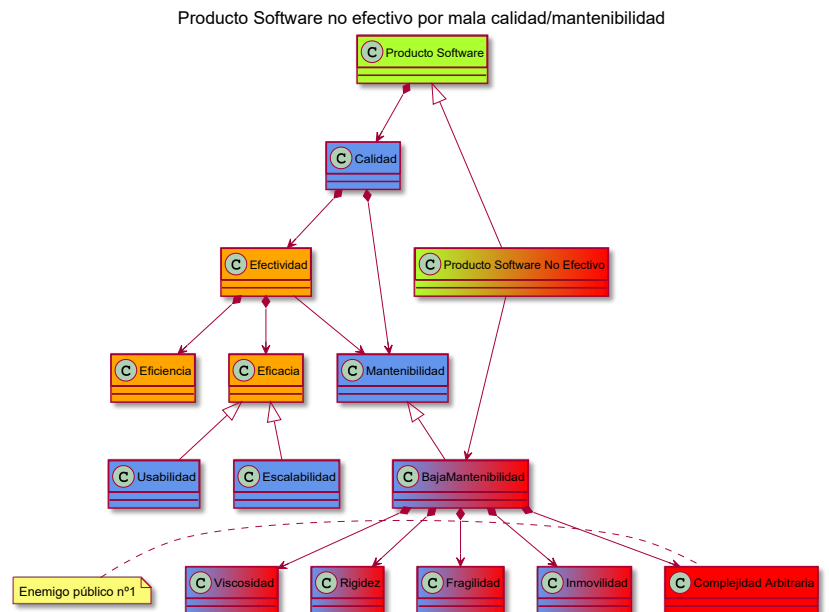 Producto Software no efectivo por mala calidad/mantenibilidad
C Producto Software
C Calidad
C Efectividad
C Producto Software No Efectivo
C Eficiencia
C Eficacia
C Mantenibilidad
C Usabilidad
C Escalabilidad
C BajaMantenibilidad
Enemigo público nº1
C Viscosidad
C Rigidez
C Fragilidad
C Inmovilidad
C Complejidad Arbitraria